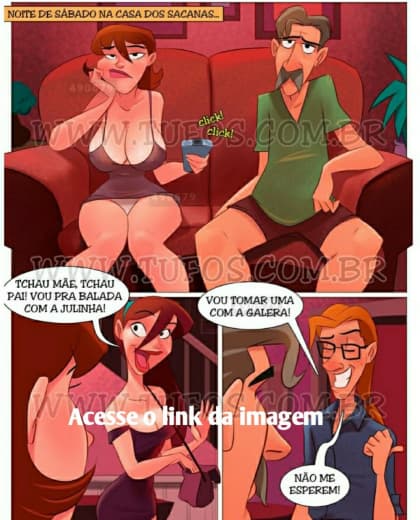 NOITE DE SÁBADO NA CASA DOS SACANAS...
click!
click!
WWW.TUFOS.COM.BR
WWW.TUFOS.COM.BR
TCHAU MÃE, TCHAU
PAI! VOU PRA BALADA
COM A JULINHA!
VOU TOMAR UMA
COM A GALERA!
Acesse o link da imagem
NÃO ME
ESPEREM!